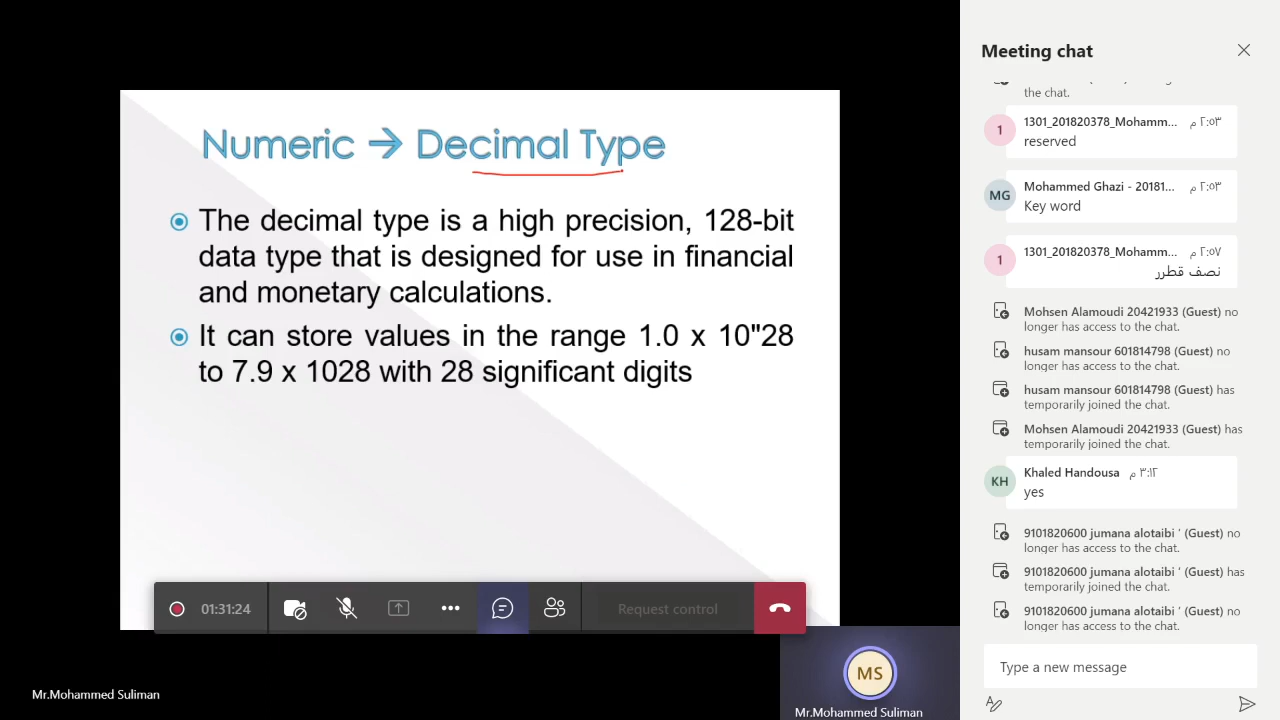 Numeric → Decimal Type
The decimal type is a high precision, 128-bit
data type that is designed for use in financial
and monetary calculations.
It can store values in the range 1.0 x 10"28
to 7.9 x 1028 with 28 significant digits
01:31:24
Request control
Mr.Mohammed Suliman
MS
Mr.Mohammed Suliman
Meeting chat
the chat.
1
1301_201820378_Mohamm... ٢:٥٣ م
reserved
MG
Mohammed Ghazi - 20181... ٢:٥٣ م
Key word
1
1301_201820378_Mohamm... ٢:٥٧ م
نصف قطرر
Mohsen Alamoudi 20421933 (Guest) no
longer has access to the chat.
husam mansour 601814798 (Guest) no
longer has access to the chat.
husam mansour 601814798 (Guest) has
temporarily joined the chat.
Mohsen Alamoudi 20421933 (Guest) has
temporarily joined the chat.
KH
Khaled Handousa ٣:١٢ م
yes
9101820600 jumana alotaibi ' (Guest) no
longer has access to the chat.
9101820600 jumana alotaibi ' (Guest) has
temporarily joined the chat.
9101820600 jumana alotaibi ' (Guest) no
longer has access to the chat.
Type a new message